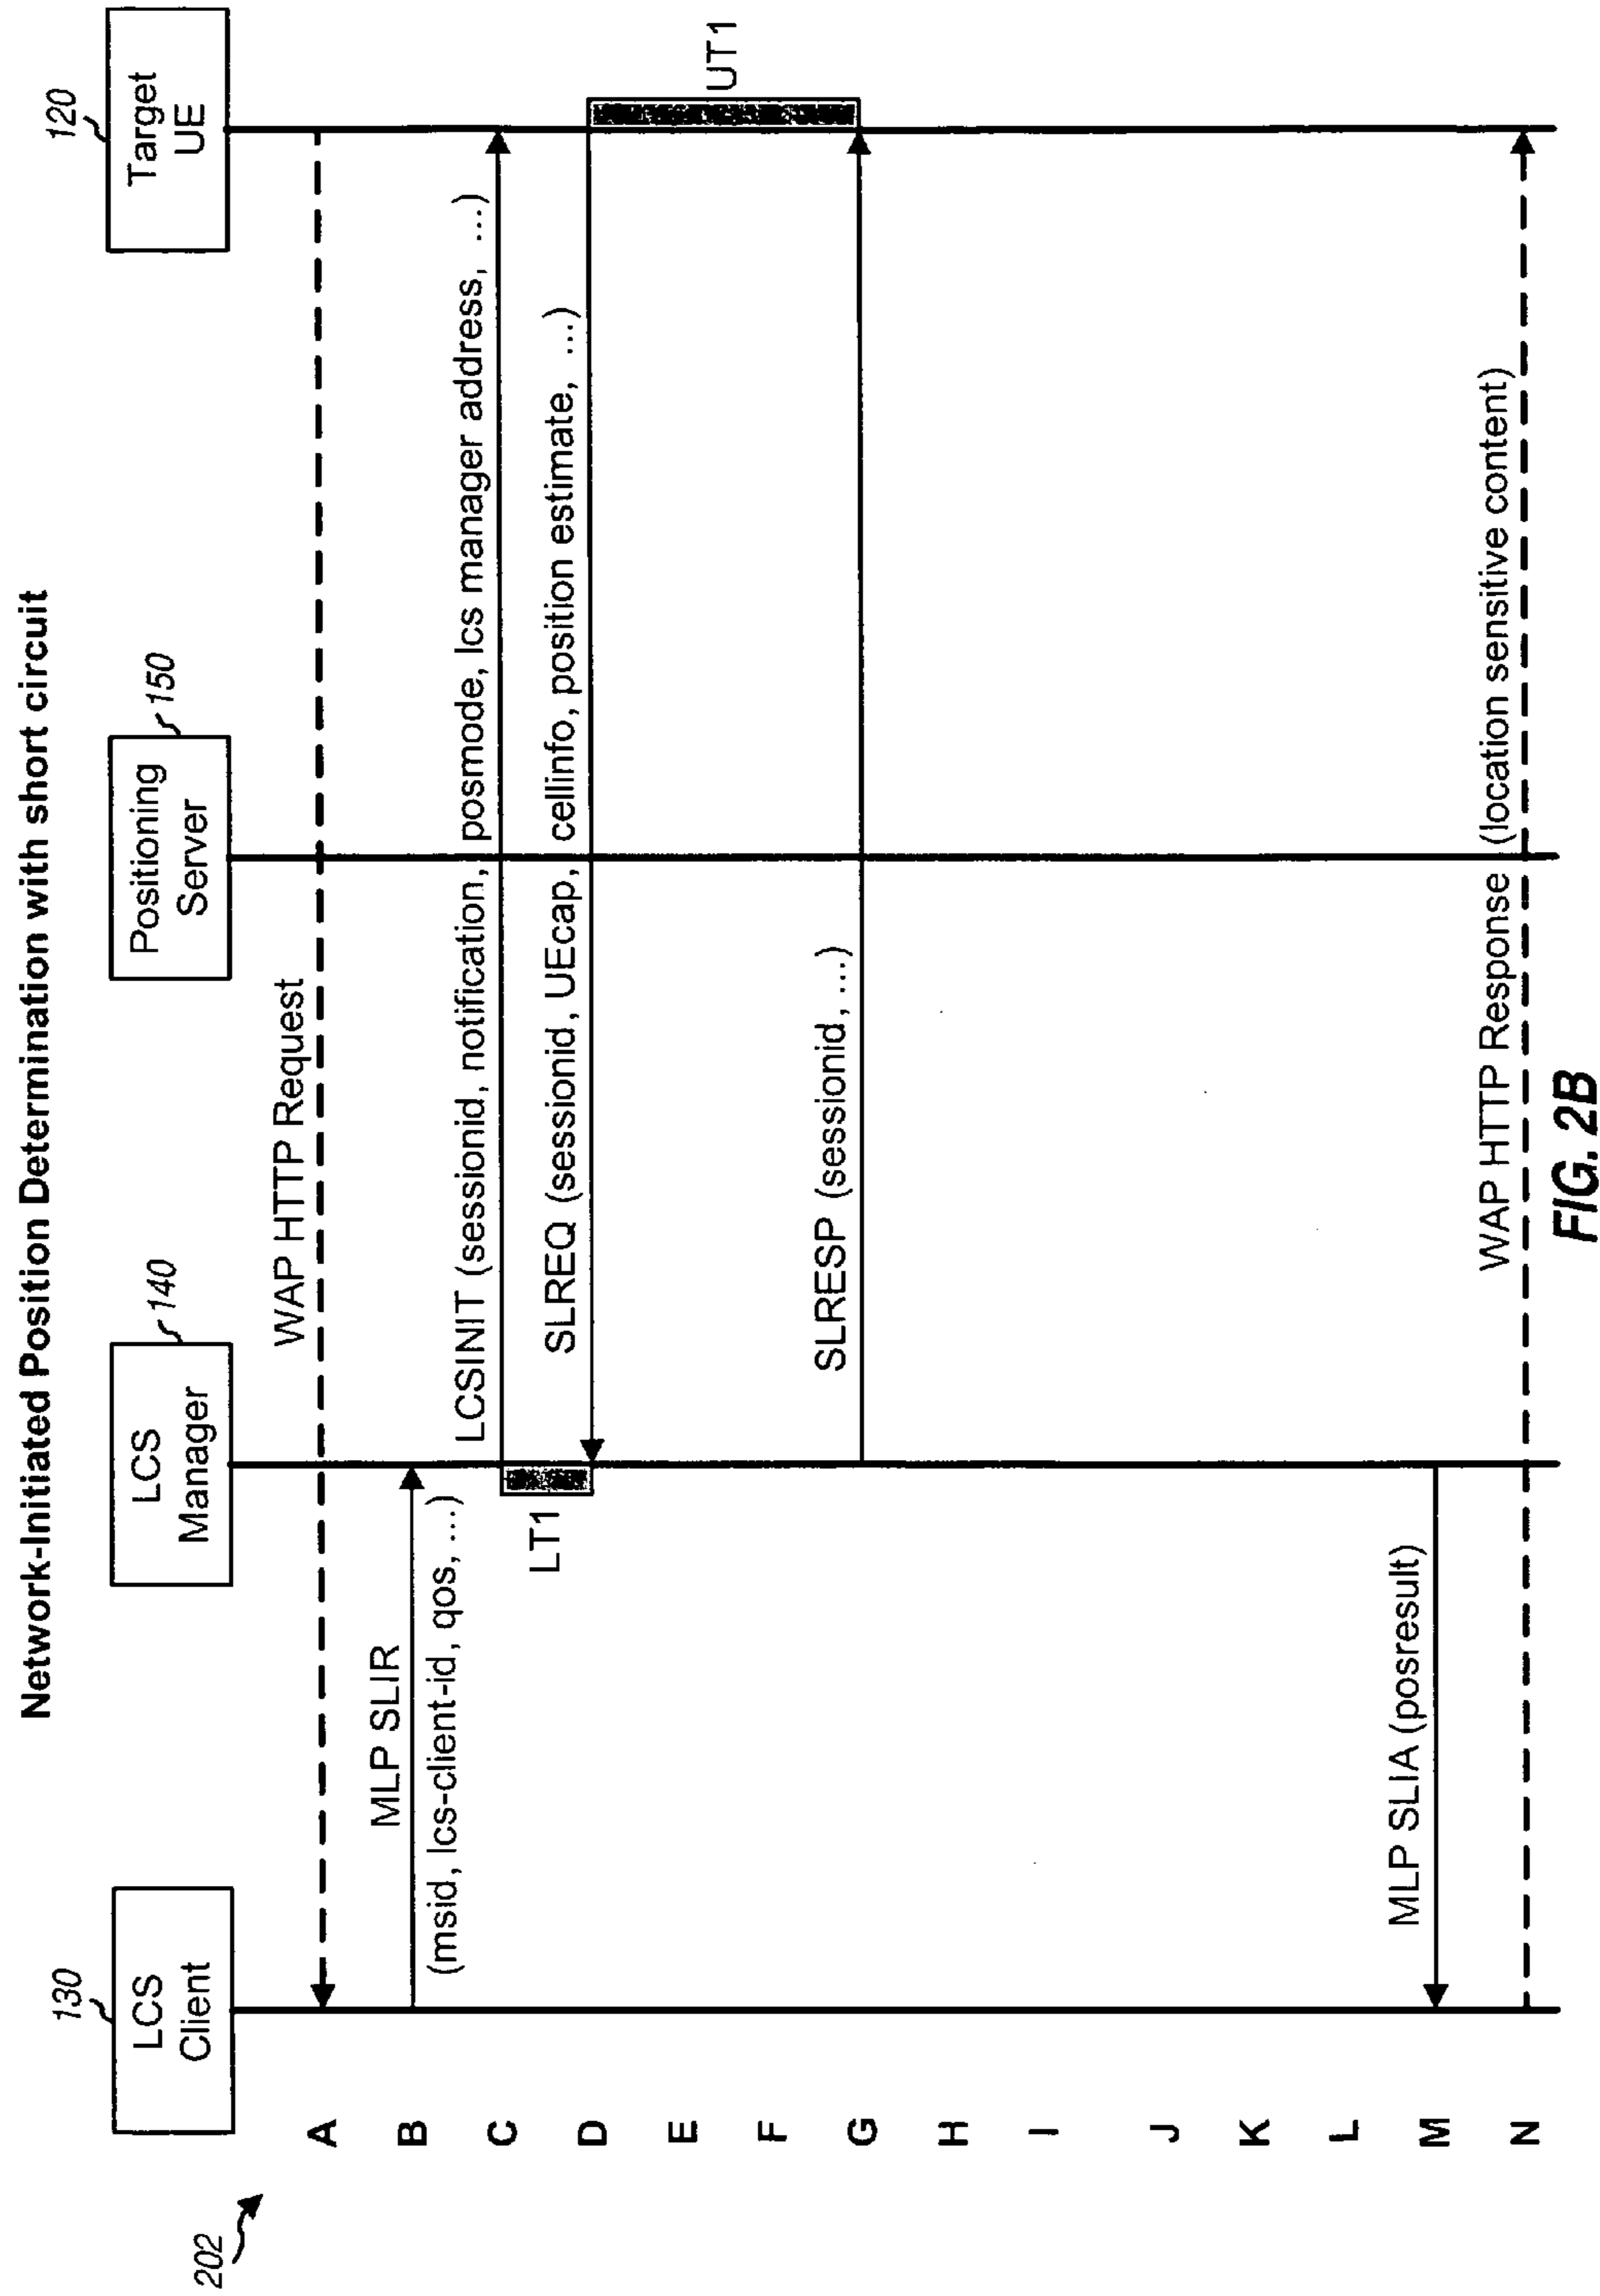 Network-Initiated Position Determination with short circuit
130
140
150
120
LCS
Client
LCS
Manager
Positioning
Server
Target
UE
202
A
WAP HTTP Request
B
MLP SLIR
(msid, lcs-client-id, qos, ...)
C
LCSINIT (sessionid, notification, posmode, lcs manager address, ...)
LT1
D
SLREQ (sessionid, UEcap, cellinfo, position estimate, ...)
E
F
UT1
G
SLRESP (sessionid, ...)
H
I
J
K
L
M
MLP SLIA (posresult)
N
WAP HTTP Response (location sensitive content)
FIG. 2B